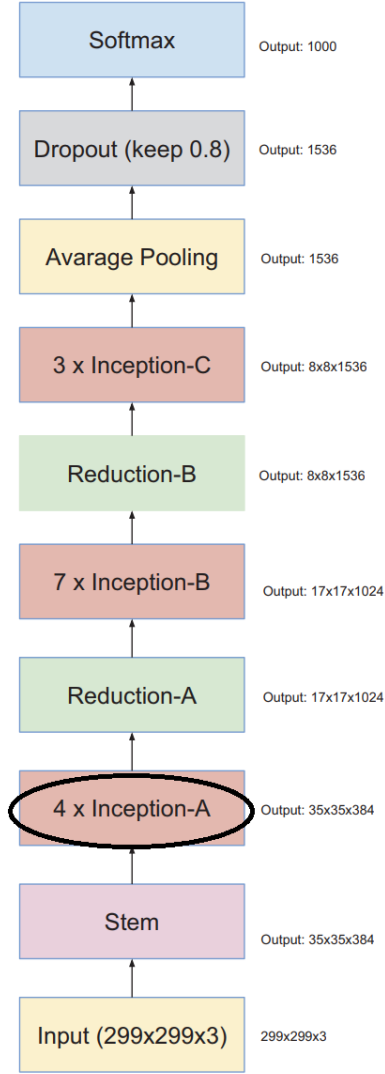 Softmax
Output: 1000
Dropout (keep 0.8)
Output: 1536
Avarage Pooling
Output: 1536
3 x Inception-C
Output: 8x8x1536
Reduction-B
Output: 8x8x1536
7 x Inception-B
Output: 17x17x1024
Reduction-A
Output: 17x17x1024
4 x Inception-A
Output: 35x35x384
Stem
Output: 35x35x384
Input (299x299x3)
299x299x3